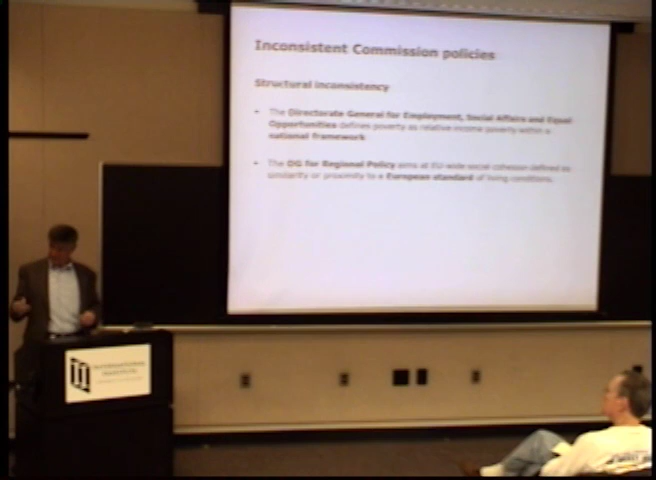 Inconsistent Commission policies
Structural inconsistency
• The Directorate General for Employment, Social Affairs and Equal
Opportunities defines poverty as relative income poverty within a
national framework
• The DG for Regional Policy aims at EU-wide social cohesion defined as
similarity or proximity to a European standard of living conditions.
INTERNATIONAL
INSTITUTE